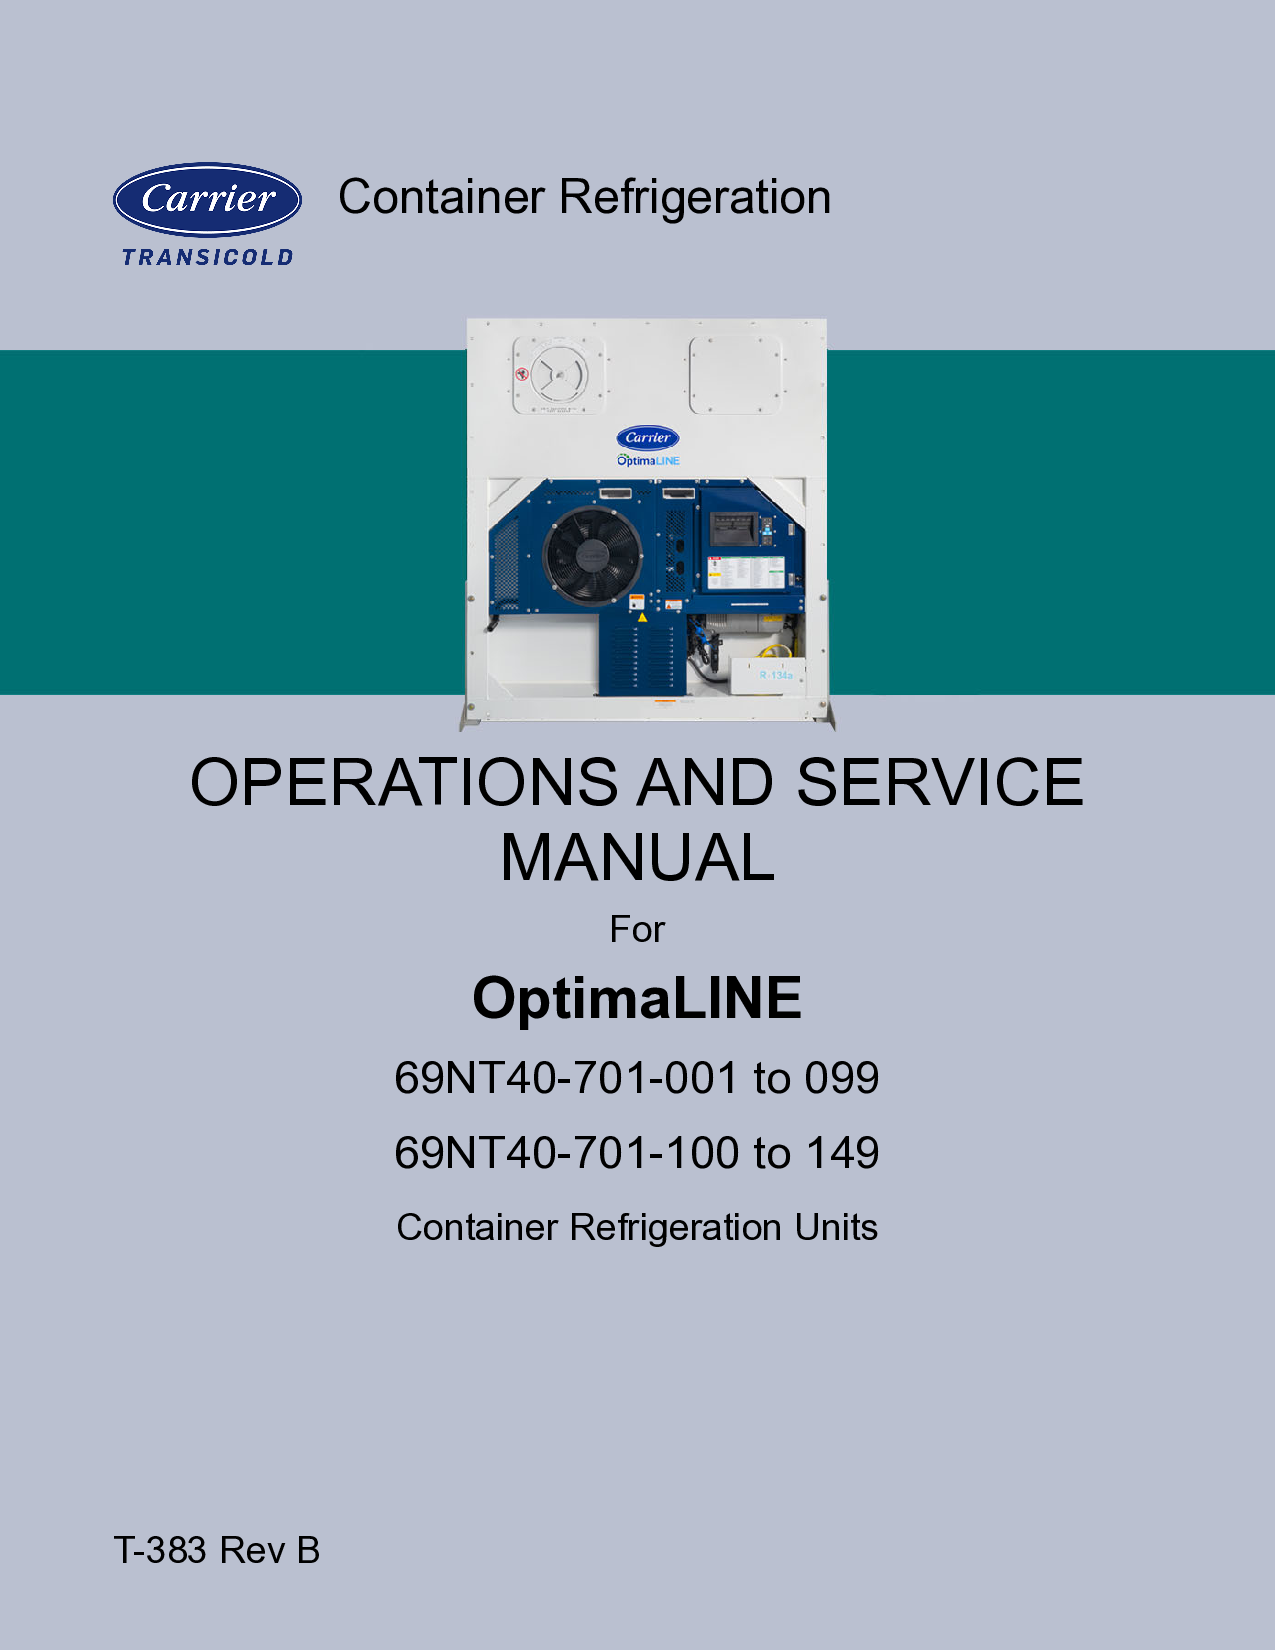 Carrier
TRANSICOLD
Container Refrigeration
Carrier
OptimaLINE
R-134a
OPERATIONS AND SERVICE
MANUAL
For
OptimaLINE
69NT40-701-001 to 099
69NT40-701-100 to 149
Container Refrigeration Units
T-383 Rev B